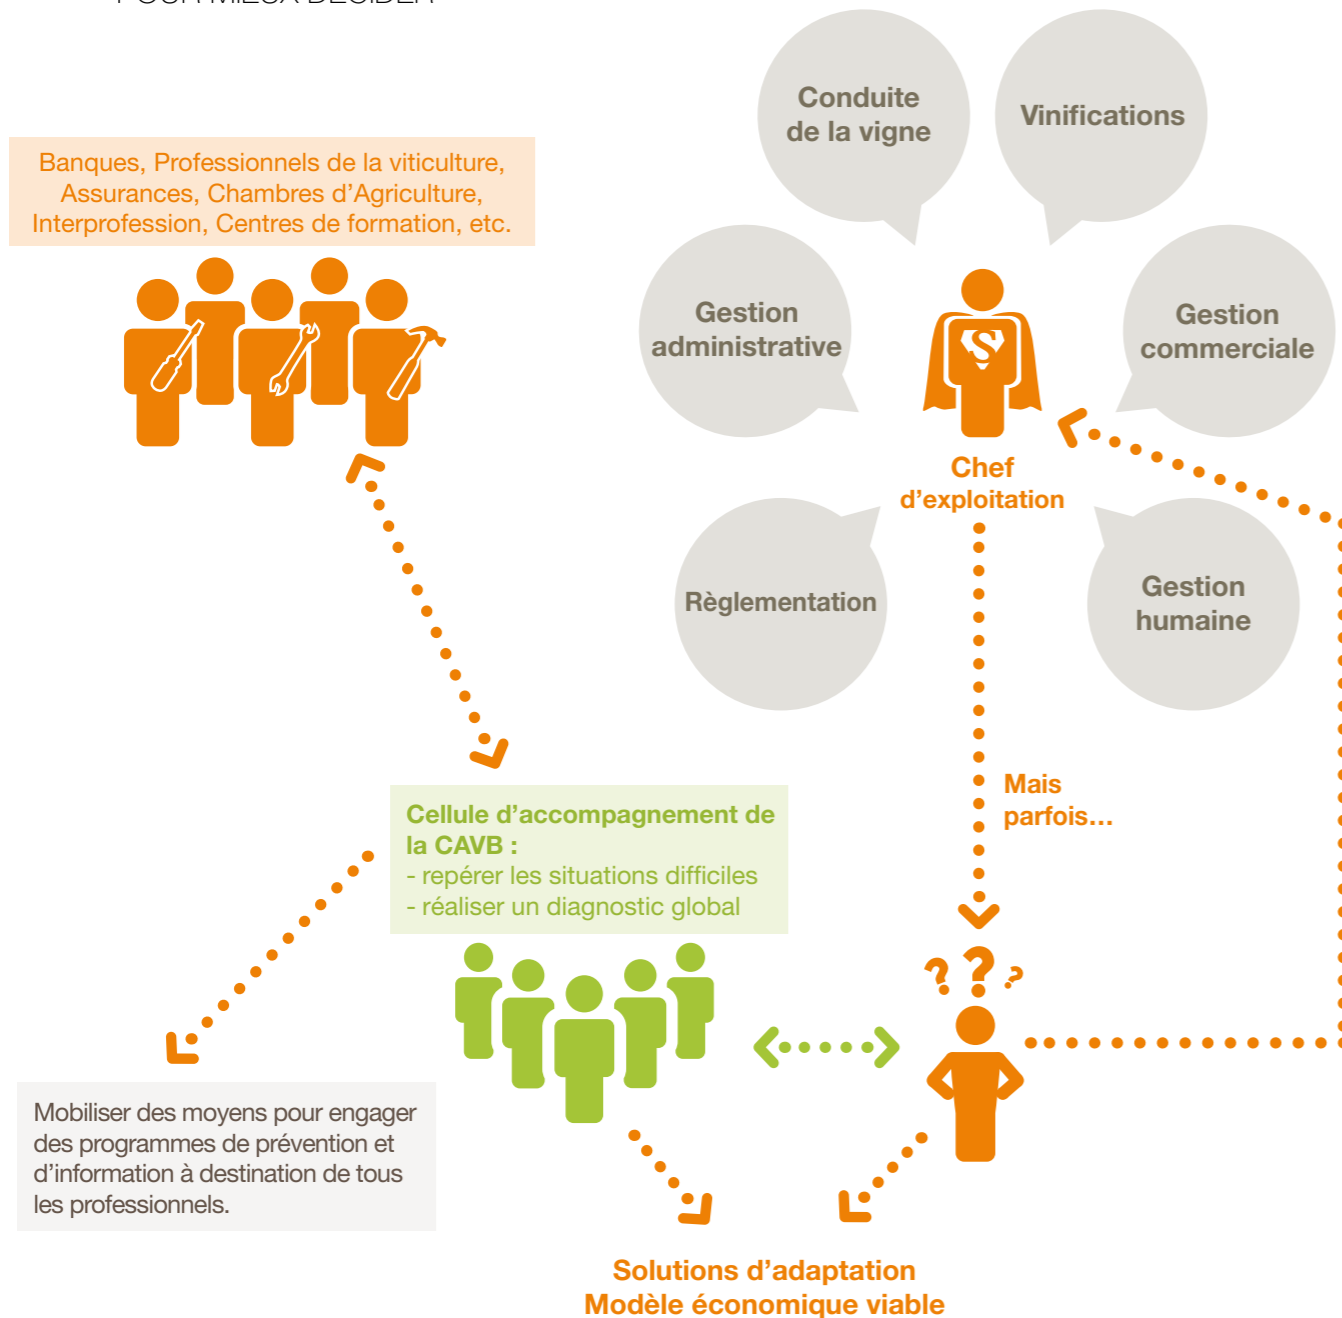 POUR MIEUX DÉCIDER
Conduite
de la vigne
Vinifications
Banques, Professionnels de la viticulture,
Assurances, Chambres d’Agriculture,
Interprofession, Centres de formation, etc.
Gestion
administrative
S
Gestion
commerciale
Chef
d’exploitation
Règlementation
Gestion
humaine
Mais
parfois…
Cellule d’accompagnement de
la CAVB :
- repérer les situations difficiles
- réaliser un diagnostic global
? ? ?
Mobiliser des moyens pour engager
des programmes de prévention et
d’information à destination de tous
les professionnels.
Solutions d’adaptation
Modèle économique viable